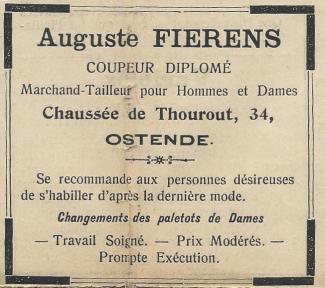 Auguste FIERENS
COUPEUR DIPLOMÉ
Marchand-Tailleur pour Hommes et Dames
Chaussée de Thourout, 34,
OSTENDE.
Se recommande aux personnes désireuses
de s'habiller d'après la dernière mode.
Changements des paletots de Dames
— Travail Soigné. — Prix Modérés. —
Prompte Exécution.